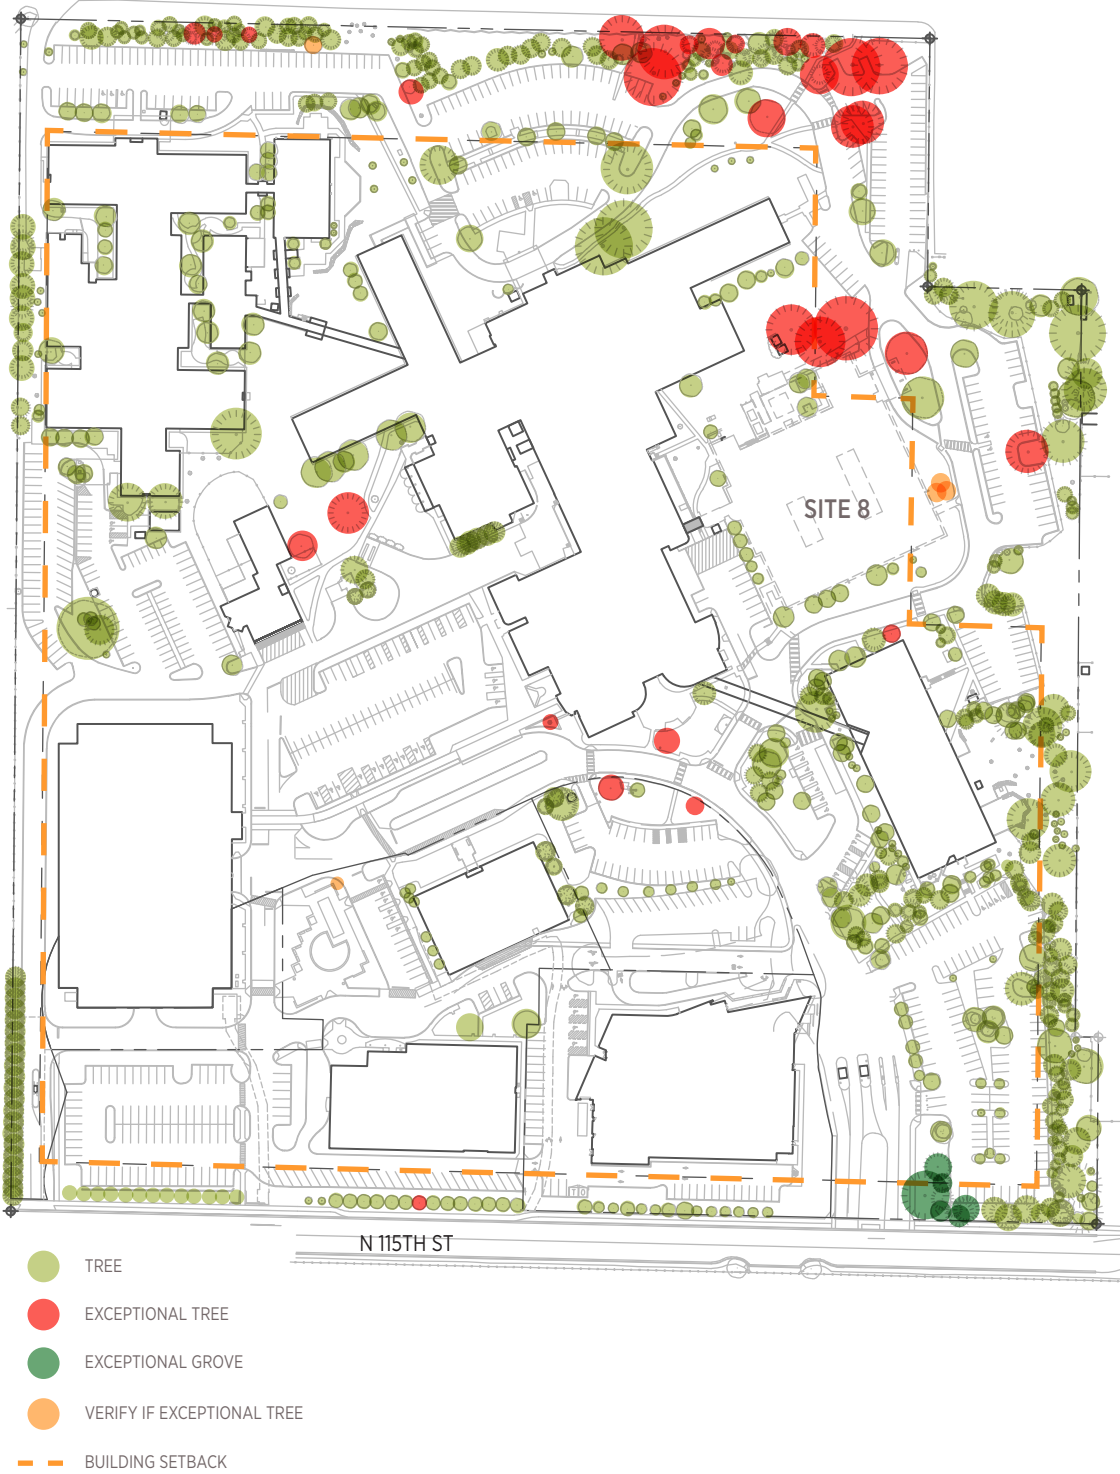 SITE 8
N 115TH ST
TREE
EXCEPTIONAL TREE
EXCEPTIONAL GROVE
VERIFY IF EXCEPTIONAL TREE
BUILDING SETBACK